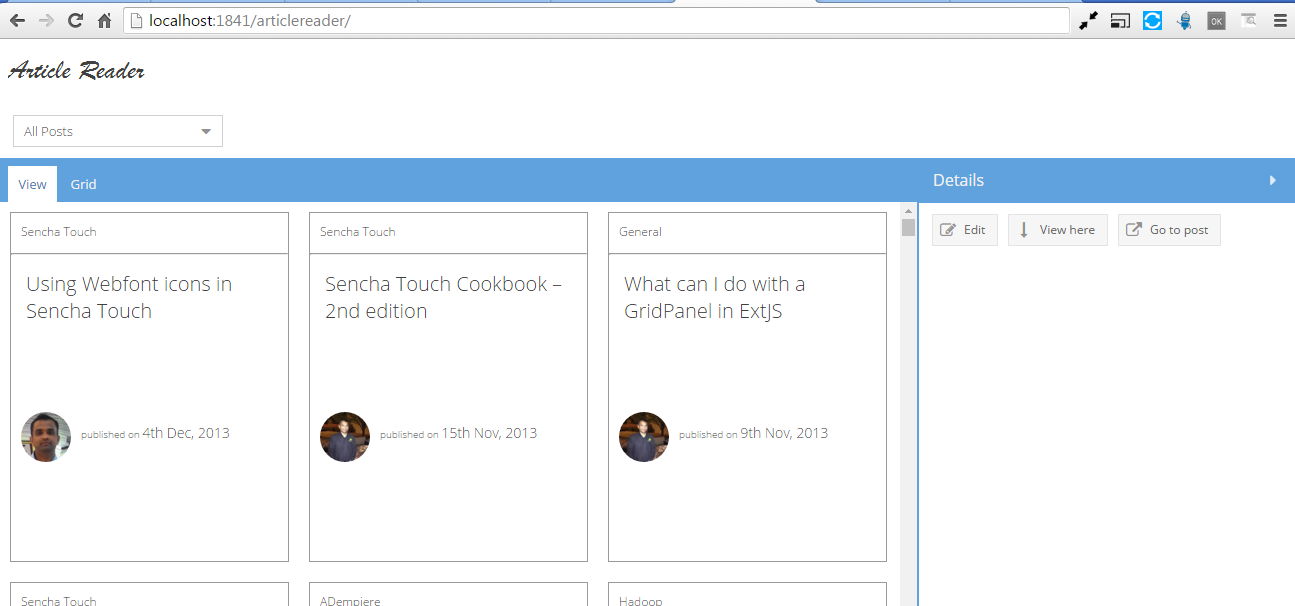 localhost:1841/articlereader/
OK
Article Reader
All Posts
View Grid
Details
Edit View here Go to post
Sencha Touch
Using Webfont icons in
Sencha Touch
published on 4th Dec, 2013
Sencha Touch
Sencha Touch Cookbook –
2nd edition
published on 15th Nov, 2013
General
What can I do with a
GridPanel in ExtJS
published on 9th Nov, 2013
Sencha Touch
ADempiere
Hadoop